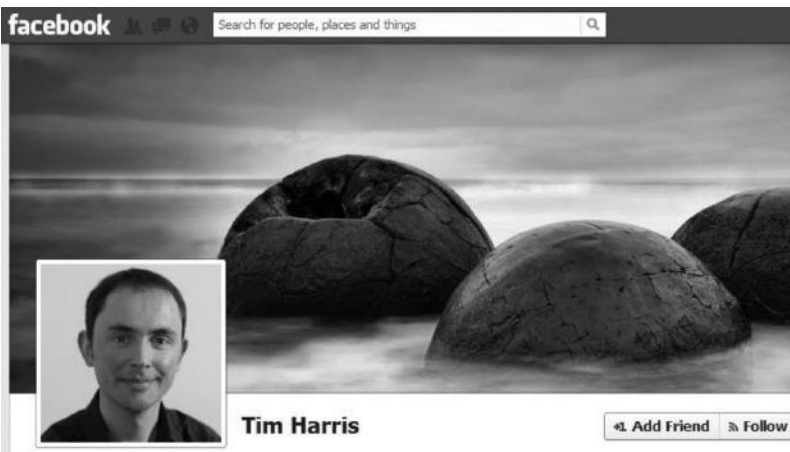 facebook
Search for people, places and things
Tim Harris
+1 Add Friend
Follow